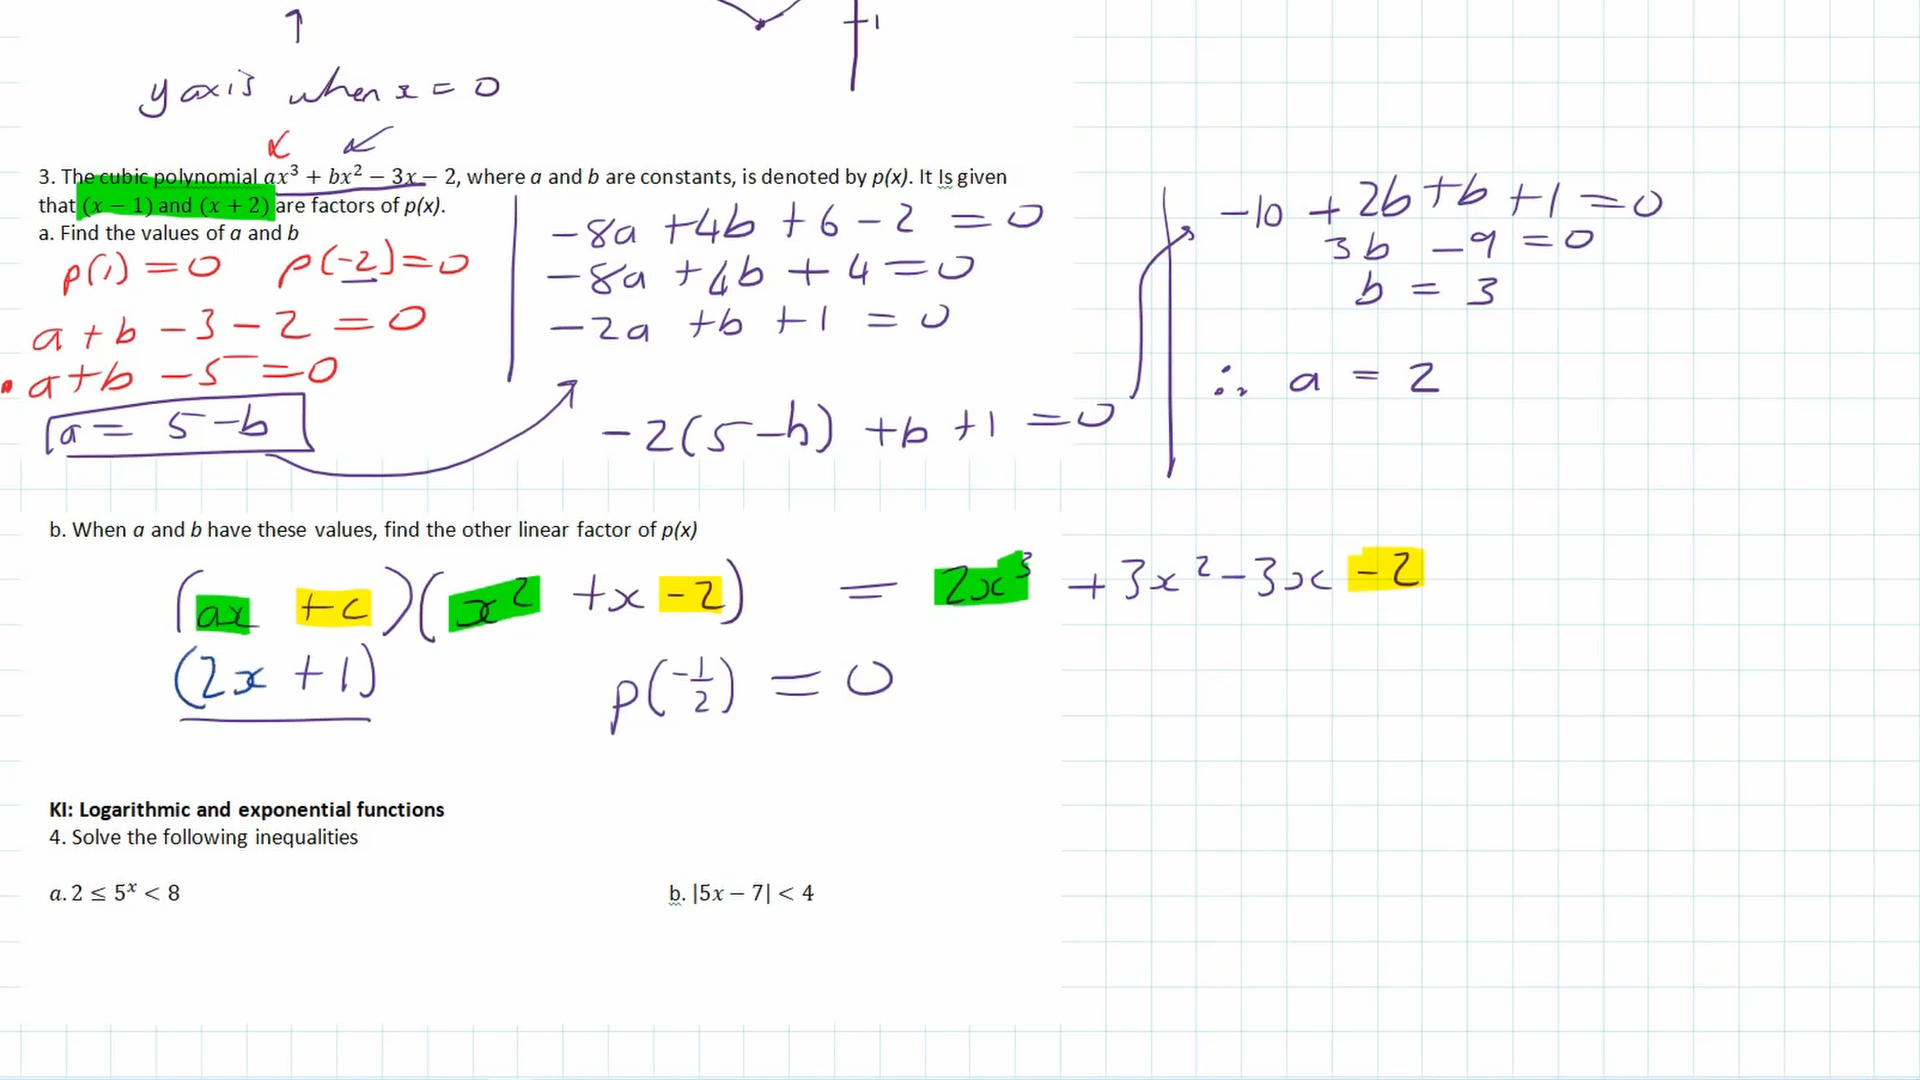 y axis when x = 0
3. The cubic polynomial ax³ + bx² − 3x − 2, where a and b are constants, is denoted by p(x). It Is given
that (x − 1) and (x + 2) are factors of p(x).
a. Find the values of a and b
p(1) = 0 p(-2) = 0
a + b - 3 - 2 = 0
a + b - 5 = 0
a = 5 - b
-8a + 4b + 6 - 2 = 0
-8a + 4b + 4 = 0
-2a + b + 1 = 0
-2(5-b) + b + 1 = 0
-10 + 2b + b + 1 = 0
3b - 9 = 0
b = 3
∴ a = 2
b. When a and b have these values, find the other linear factor of p(x)
(ax + c)(x² + x - 2) = 2x³ + 3x² - 3x - 2
(2x + 1) p(-1/2) = 0
KI: Logarithmic and exponential functions
4. Solve the following inequalities
a. 2 ≤ 5ˣ < 8 b. |5x − 7| < 4